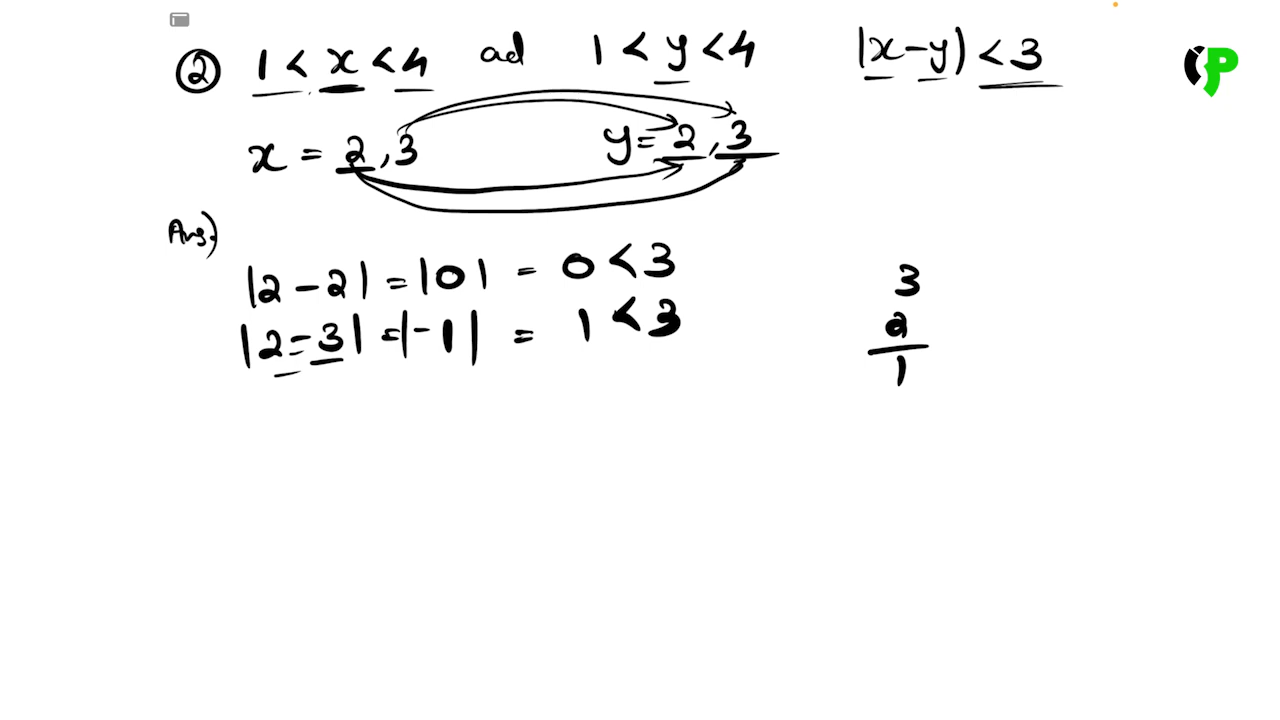 ② 1 < x < 4 ad 1 < y < 4 |x-y| < 3
x = 2, 3 y = 2, 3
Ans)
|2 - 2| = |0| = 0 < 3
|2 - 3| = |-1| = 1 < 3
3
2
1
P